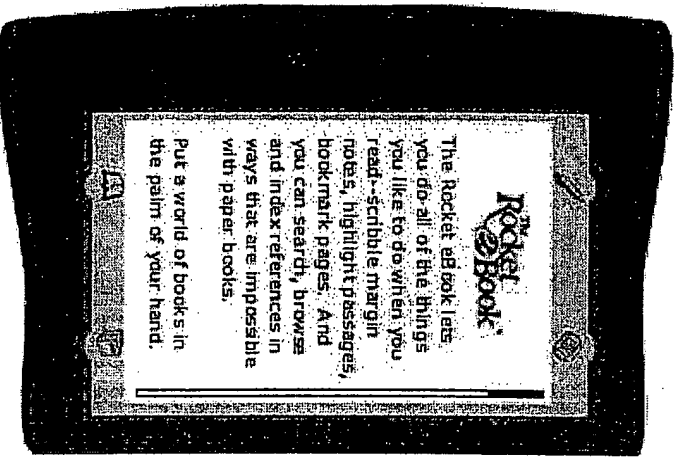 The
Rocket
eBook
The Rocket eBook lets
you do all of the things
you like to do when you
read--scribble margin
notes, highlight passages,
bookmark pages. And
you can search, browse
and index references in
ways that are impossible
with paper books.
Put a world of books in
the palm of your hand.